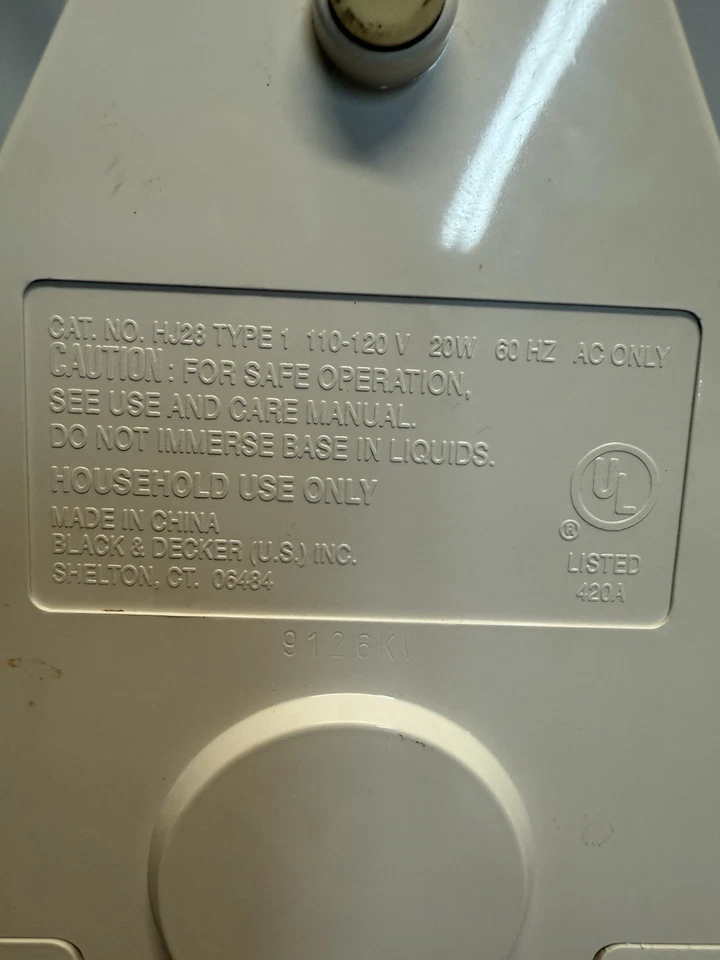 CAT. NO. HJ28 TYPE 1 110-120 V 20W 60 HZ AC ONLY
CAUTION: FOR SAFE OPERATION,
SEE USE AND CARE MANUAL.
DO NOT IMMERSE BASE IN LIQUIDS.
HOUSEHOLD USE ONLY
MADE IN CHINA
BLACK & DECKER (U.S.) INC.
SHELTON, CT. 06484
UL
®
LISTED
420A